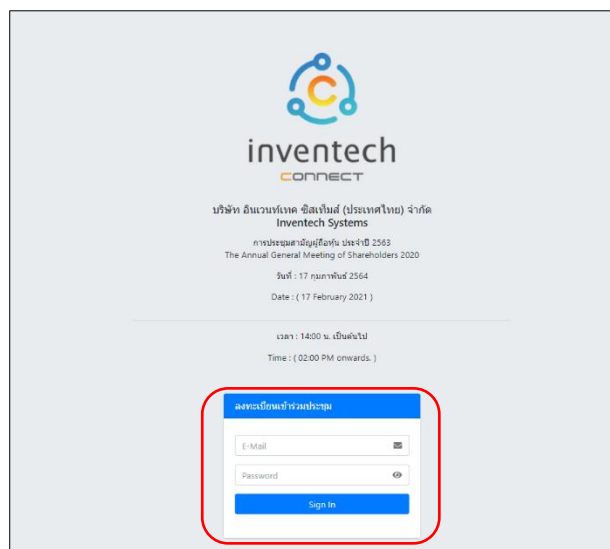 C
inventech
CONNECT
บริษัท อินเวนท์เทค ซิสเท็มส์ (ประเทศไทย) จำกัด
Inventech Systems
การประชุมสามัญผู้ถือหุ้น ประจำปี 2563
The Annual General Meeting of Shareholders 2020
วันที่ : 17 กุมภาพันธ์ 2564
Date : ( 17 February 2021 )
เวลา : 14:00 น. เป็นต้นไป
Time : ( 02:00 PM onwards. )
ลงทะเบียนเข้าร่วมประชุม
E-Mail
Password
Sign In